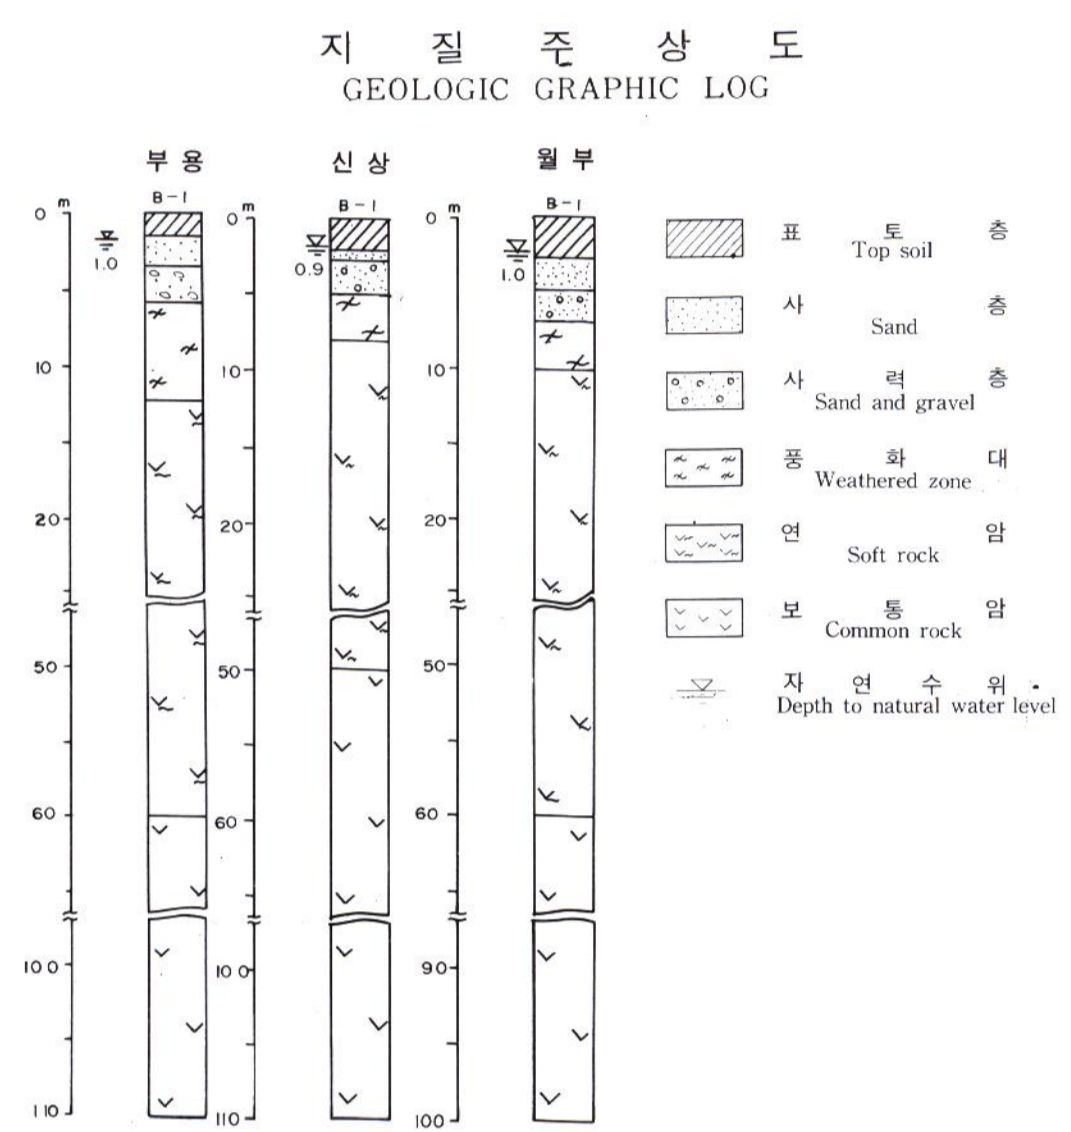 지 질 주 상 도
GEOLOGIC GRAPHIC LOG
부 용
B-1
m
0
1.0
10
20
50
60
100
110
신 상
B-1
m
0
0.9
10
20
50
60
100
110
월 부
B-1
m
0
1.0
10
20
50
60
90
100
표 토 층
Top soil
사 층
Sand
사 력 층
Sand and gravel
풍 화 대
Weathered zone
연 암
Soft rock
보 통 암
Common rock
자 연 수 위
Depth to natural water level